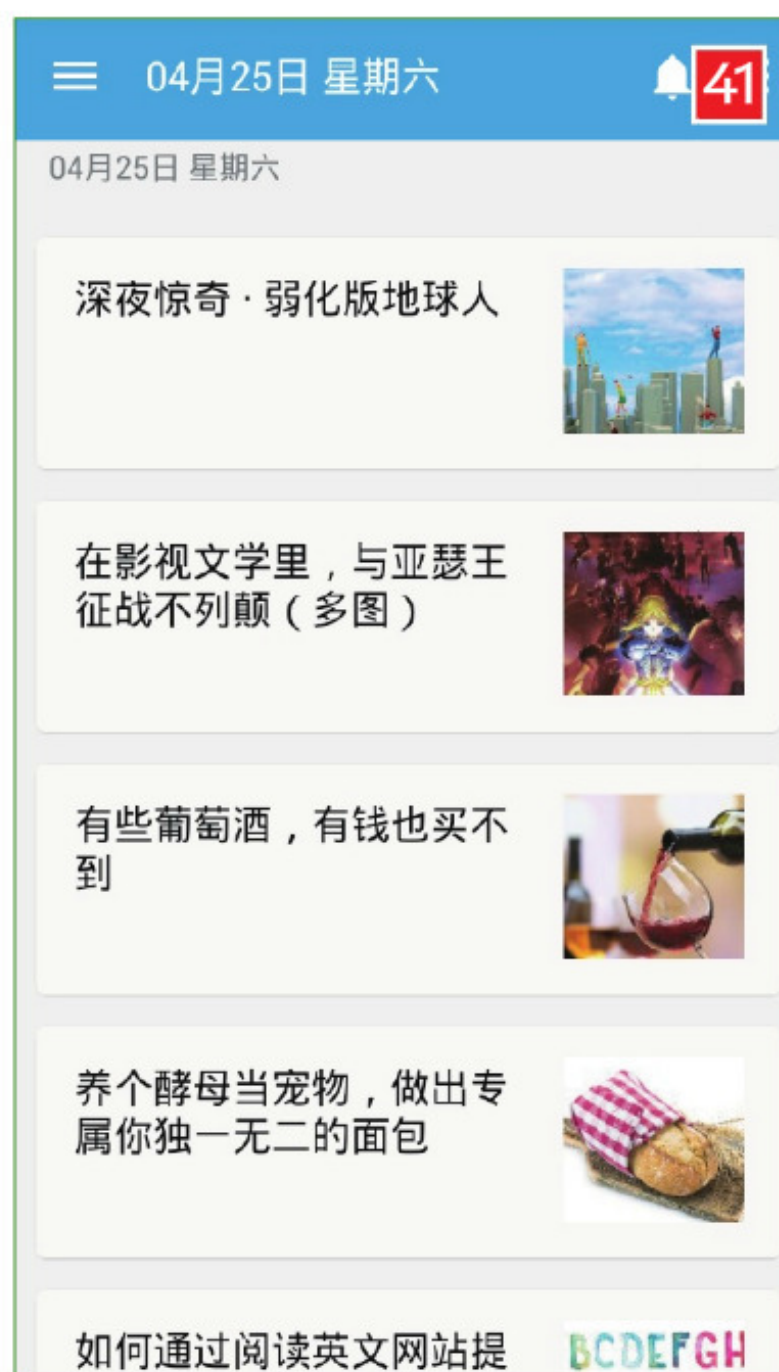 04月25日 星期六
41
04月25日 星期六
深夜惊奇 · 弱化版地球人
在影视文学里，与亚瑟王
征战不列颠（多图）
有些葡萄酒，有钱也买不
到
养个酵母当宠物，做出专
属你独一无二的面包
如何通过阅读英文网站提
BCDEFGH